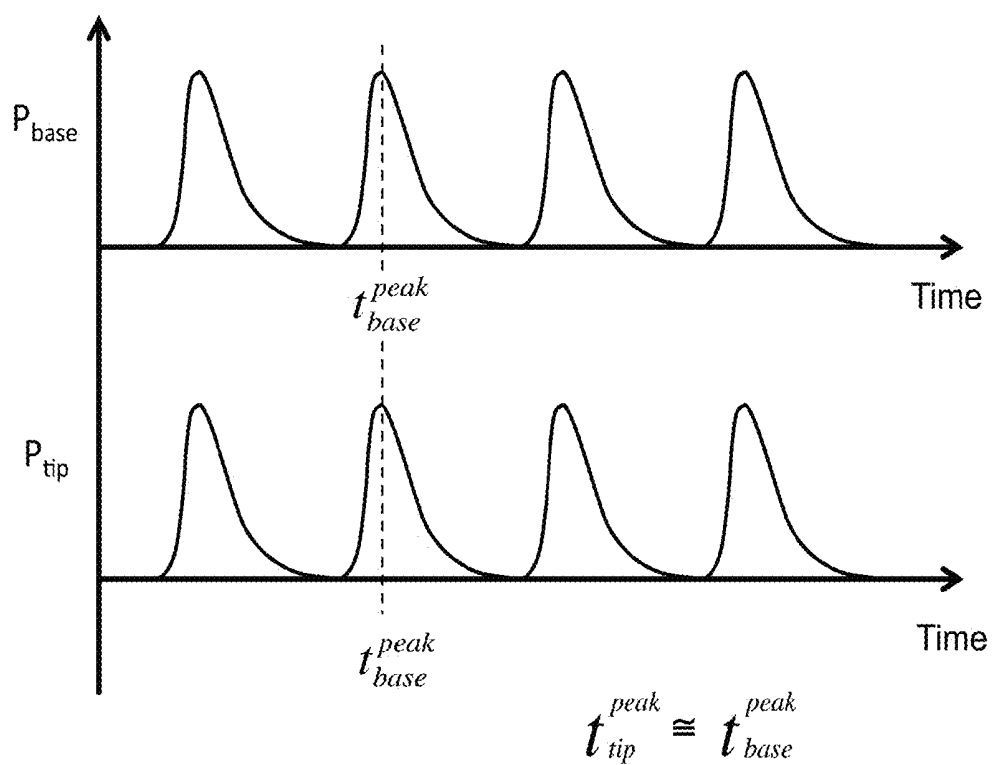 P_base
Time
t_base^peak
P_tip
Time
t_base^peak
t_tip^peak ≅ t_base^peak